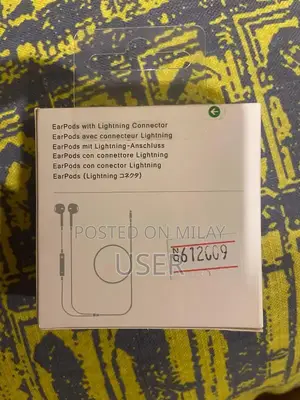 EarPods with Lightning Connector
EarPods avec connecteur Lightning
EarPods mit Lightning-Anschluss
EarPods con connettore Lightning
EarPods con conector Lightning
EarPods (Lightning コネクタ)
POSTED ON MILAY
USER
612609